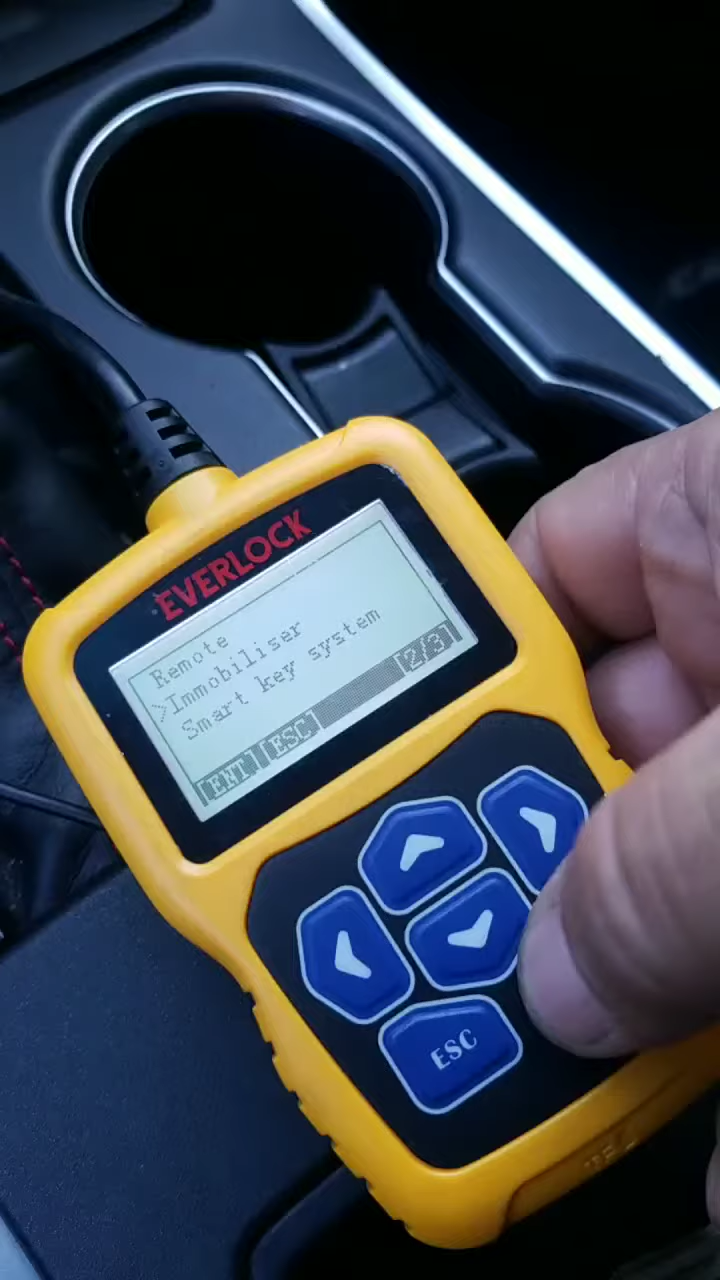 EVERLOCK
Remote
>Immobiliser
Smart key system
[ENT] [ESC] [2/3]
ESC